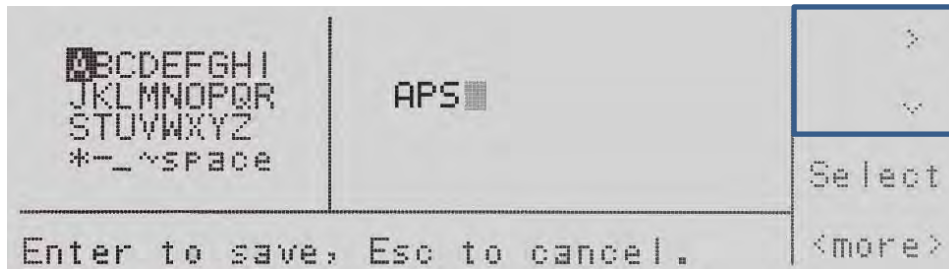 ABCDEFGHI
JKLMNOPQR
STUVWXYZ
*-_~space
APS
Enter to save, Esc to cancel.
>
⌄
Select
<more>